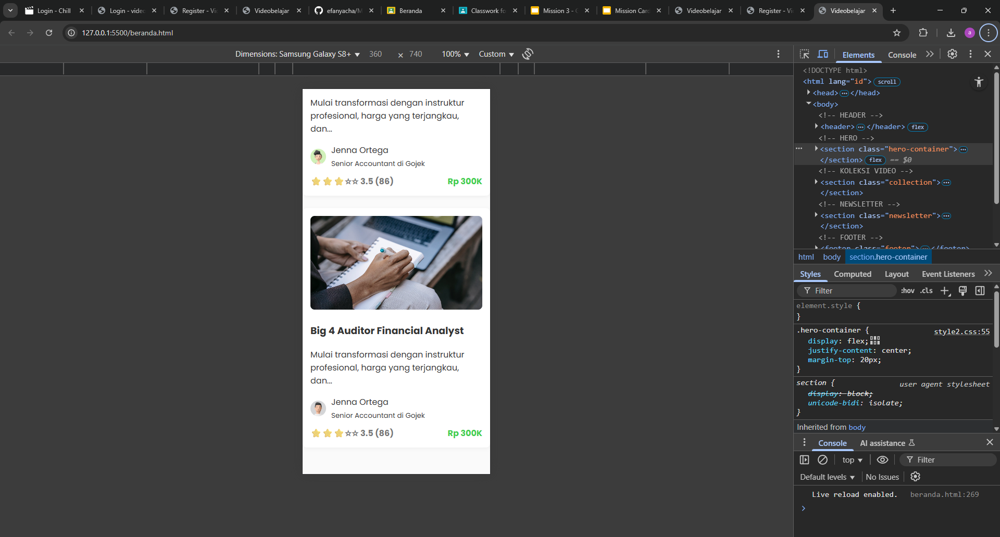 Login - Chill
Login - vide
Register - Vi
Videobelajar
efanyacha/M
Beranda
Classwork fo
Mission 3 - C
Mission Card
Videobelajar
Register - Vi
Videobelajar
127.0.0.1:5500/beranda.html
a
Dimensions: Samsung Galaxy S8+ 360 × 740 100% Custom
Mulai transformasi dengan instruktur
profesional, harga yang terjangkau,
dan...
Jenna Ortega
Senior Accountant di Gojek
3.5 (86) Rp 300K
Big 4 Auditor Financial Analyst
Mulai transformasi dengan instruktur
profesional, harga yang terjangkau,
dan...
Jenna Ortega
Senior Accountant di Gojek
3.5 (86) Rp 300K
Elements Console
<!DOCTYPE html>
<html lang="id"> scroll
<head> … </head>
<body>
<!-- HEADER -->
<header> … </header> flex
<!-- HERO -->
… <section class="hero-container"> …
</section> flex == $0
<!-- KOLEKSI VIDEO -->
<section class="collection"> …
</section>
<!-- NEWSLETTER -->
<section class="newsletter"> …
</section>
<!-- FOOTER -->
<footer class="footer"> … </footer>
html body section.hero-container
Styles Computed Layout Event Listeners
Filter :hov .cls
element.style {
}
.hero-container { style2.css:55
display: flex;
justify-content: center;
margin-top: 20px;
}
section { user agent stylesheet
display: block;
unicode-bidi: isolate;
}
Inherited from body
Console AI assistance
top Filter
Default levels No Issues
Live reload enabled. beranda.html:269